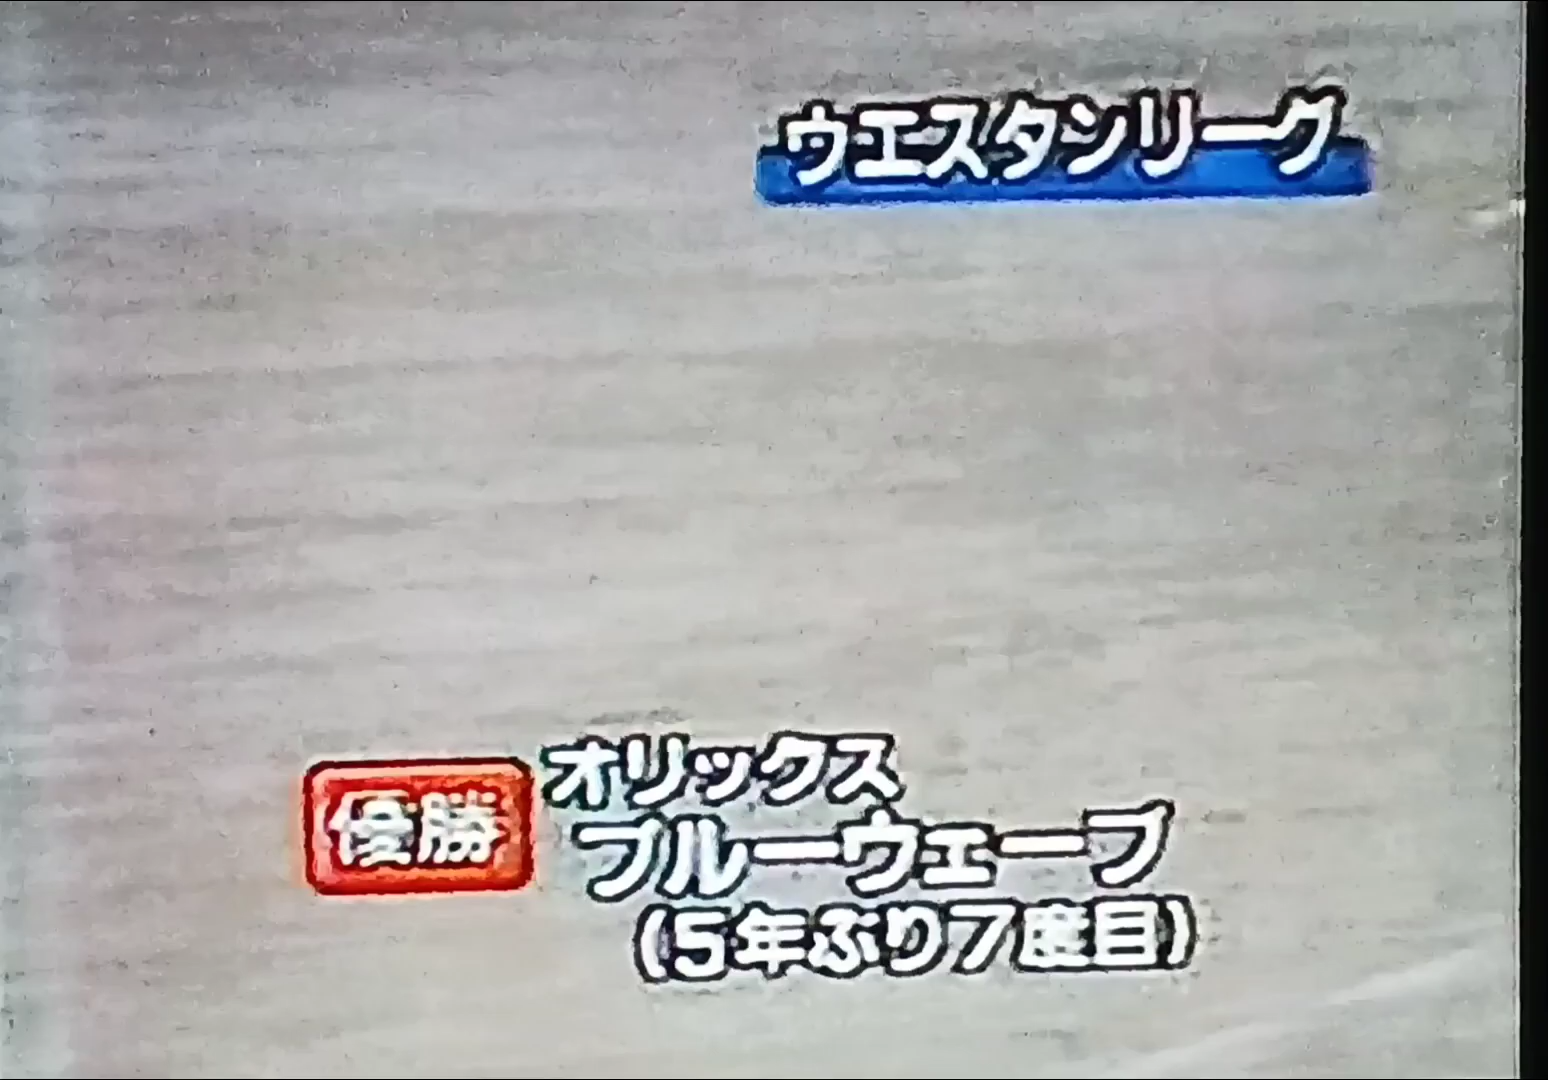 ウエスタンリーグ
優勝
オリックス
ブルーウェーブ
(5年ぶり7度目)